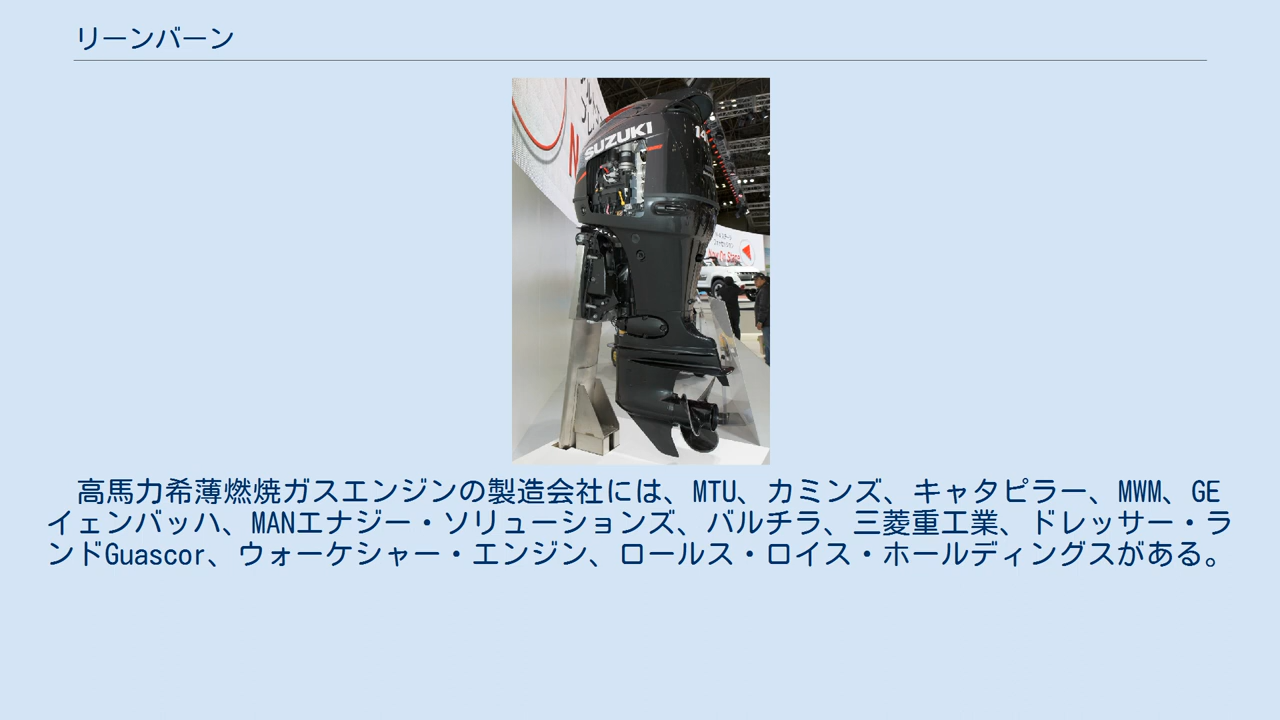 リーンバーン
SUZUKI
14
N
高馬力希薄燃焼ガスエンジンの製造会社には、MTU、カミンズ、キャタピラー、MWM、GE
イェンバッハ、MANエナジー・ソリューションズ、バルチラ、三菱重工業、ドレッサー・ラ
ンドGuascor、ウォーケシャー・エンジン、ロールス・ロイス・ホールディングスがある。